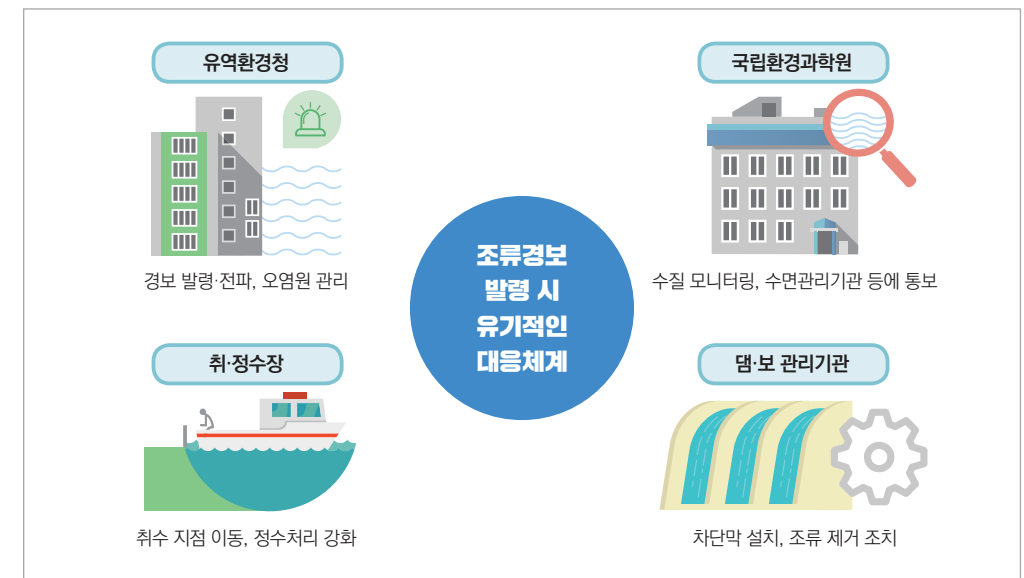 유역환경청
경보 발령·전파, 오염원 관리
국립환경과학원
수질 모니터링, 수면관리기관 등에 통보
조류경보
발령 시
유기적인
대응체계
취·정수장
취수 지점 이동, 정수처리 강화
댐·보 관리기관
차단막 설치, 조류 제거 조치